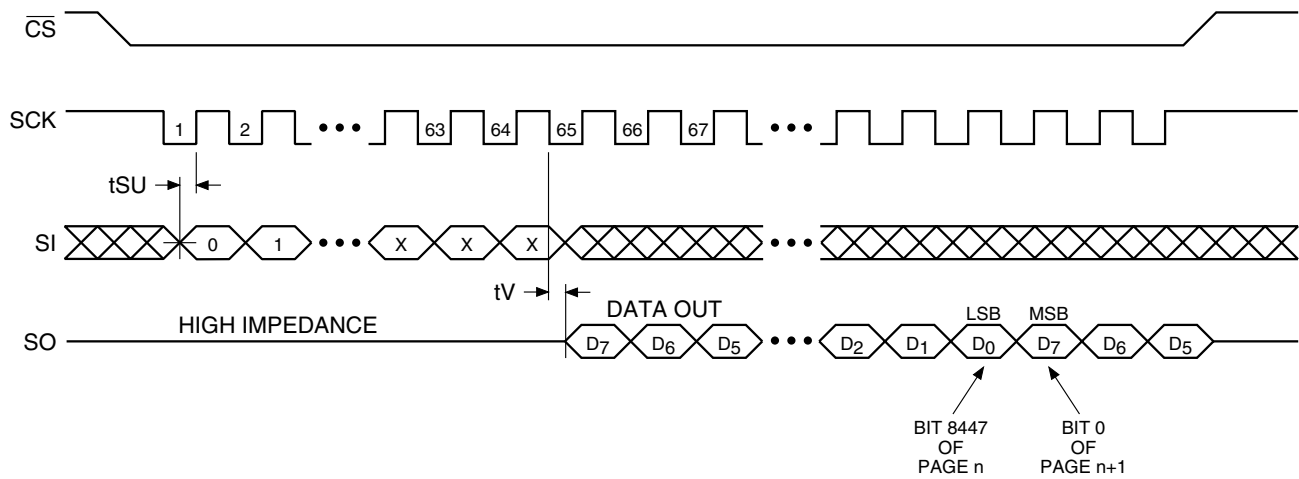 CS
SCK 1 2 ••• 63 64 65 66 67 •••
tSU
SI 0 1 ••• X X X •••
tV
HIGH IMPEDANCE DATA OUT LSB MSB
SO D7 D6 D5 ••• D2 D1 D0 D7 D6 D5
BIT 8447
OF
PAGE n
BIT 0
OF
PAGE n+1